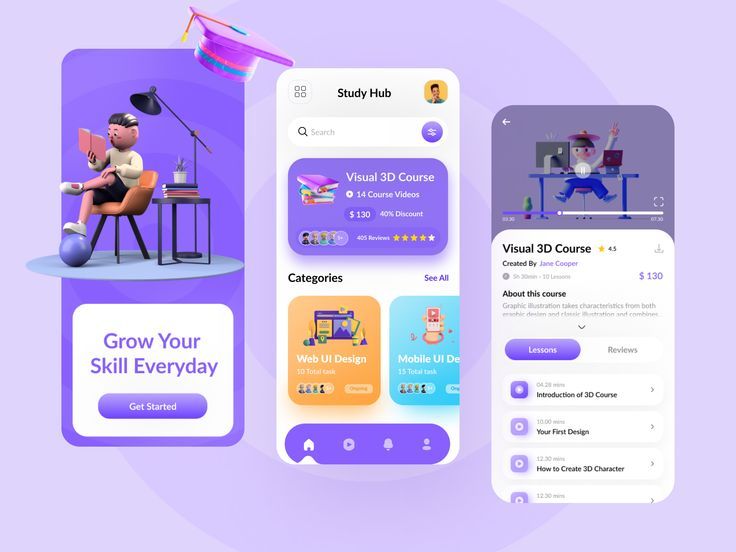 Grow Your
Skill Everyday
Get Started
Study Hub
Search
Visual 3D Course
14 Course Videos
$ 130
40% Discount
5+
405 Reviews
Categories
See All
Web UI Design
10 Total task
Ongoing
Mobile UI De
15 Total task
Ong
03.30
07.30
Visual 3D Course
4.5
Created By Jane Cooper
5h 30min - 10 Lessons
$ 130
About this course
Graphic illustration takes characteristics from both
graphic design and classic illustration and combines
Lessons
Reviews
04.28 mins
Introduction of 3D Course
10.00 mins
Your First Design
12.30 mins
How to Create 3D Character
12.30 mins